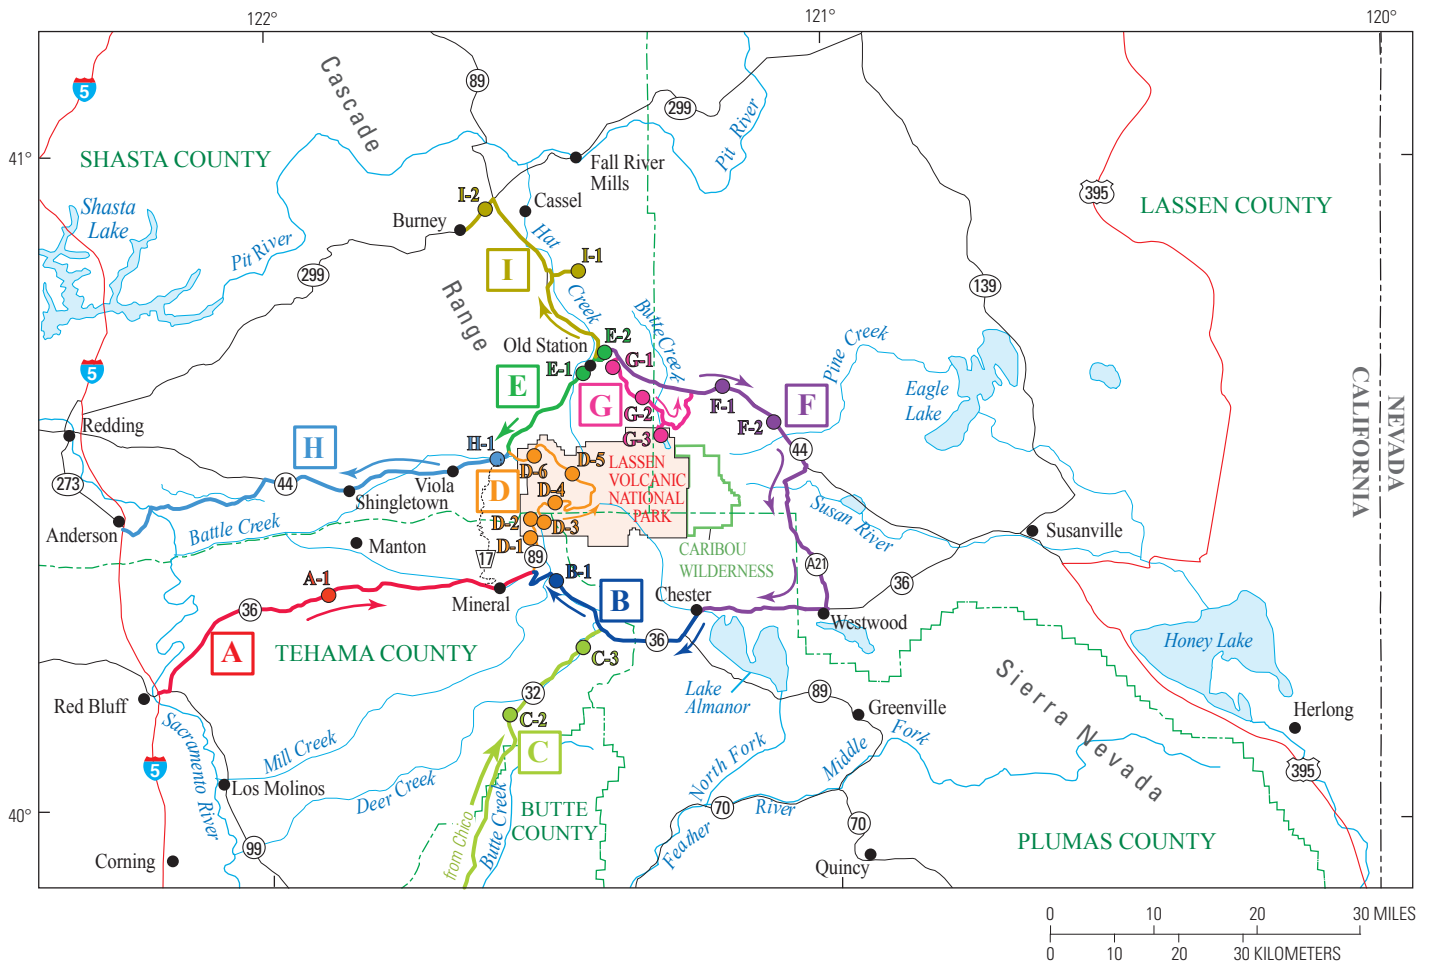 122°
121°
120°
5
89
Cascade
299
Pit River
41°
SHASTA COUNTY
Fall River
Mills
395
I-2
Cassel
LASSEN COUNTY
Shasta
Lake
Burney
Hat
Creek
Pit River
I
I-1
299
139
Range
Butte Creek
E-2
Old Station
G-1
Pine Creek
5
E-1
E
G
F-1
F
Eagle
Lake
CALIFORNIA
NEVADA
G-2
F-2
Redding
G-3
H
H-1
44
D-6
D-5
LASSEN
VOLCANIC
NATIONAL
PARK
273
44
Viola
D
D-4
Shingletown
Anderson
Battle Creek
D-2
D-3
Susan River
Susanville
Manton
D-1
17
89
CARIBOU
WILDERNESS
A21
A-1
B-1
36
36
Mineral
B
Chester
Westwood
A
TEHAMA COUNTY
36
Honey Lake
C-3
Sierra Nevada
Red Bluff
32
Lake
Almanor
89
Greenville
Herlong
Sacramento River
C-2
Mill Creek
C
North Fork
Middle
Fork
5
395
Los Molinos
Deer Creek
Butte Creek
BUTTE
COUNTY
70
River
70
from Chico
Feather
40°
PLUMAS COUNTY
99
Corning
Quincy
0 10 20 30 MILES
0 10 20 30 KILOMETERS